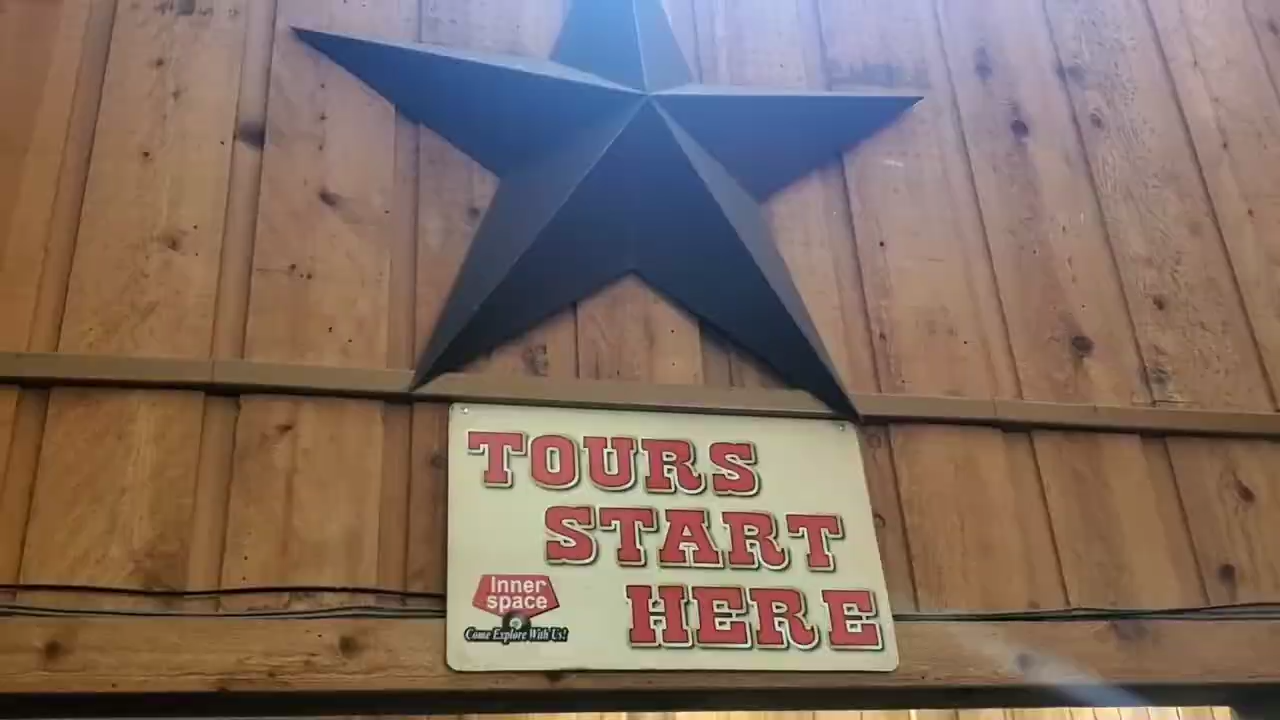 TOURS
START
HERE
Inner
space
Come Explore With Us!